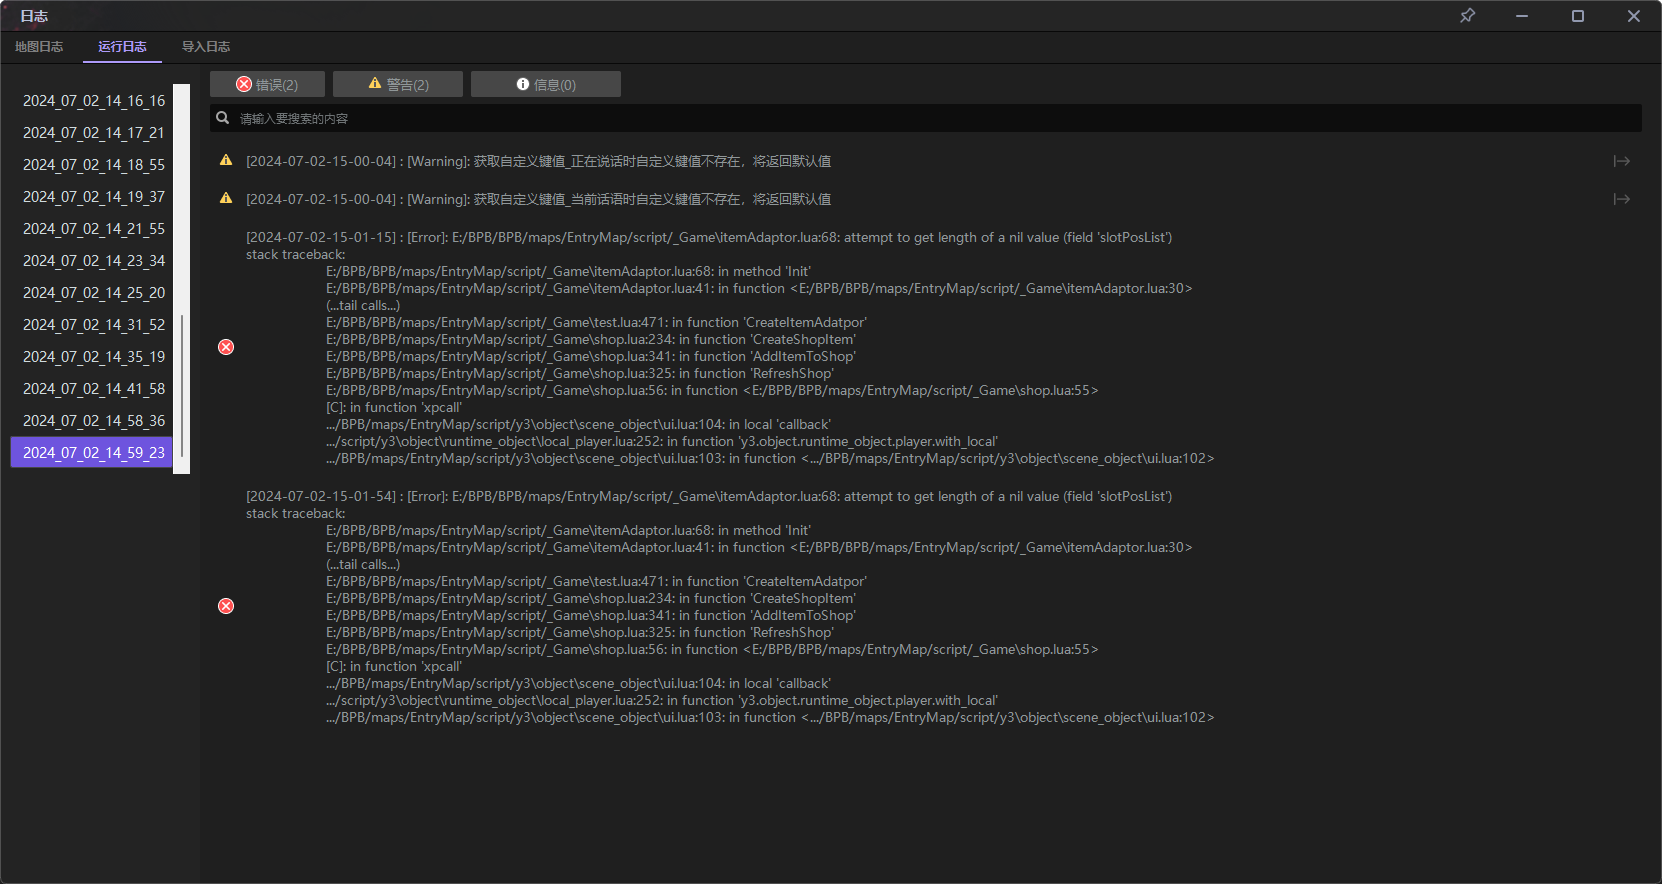 日志
地图日志 运行日志 导入日志
错误(2) 警告(2) 信息(0)
请输入要搜索的内容
2024_07_02_14_16_16
2024_07_02_14_17_21
2024_07_02_14_18_55
2024_07_02_14_19_37
2024_07_02_14_21_55
2024_07_02_14_23_34
2024_07_02_14_25_20
2024_07_02_14_31_52
2024_07_02_14_35_19
2024_07_02_14_41_58
2024_07_02_14_58_36
2024_07_02_14_59_23
[2024-07-02-15-00-04] : [Warning]: 获取自定义键值_正在说话时自定义键值不存在，将返回默认值
[2024-07-02-15-00-04] : [Warning]: 获取自定义键值_当前话语时自定义键值不存在，将返回默认值
[2024-07-02-15-01-15] : [Error]: E:/BPB/BPB/maps/EntryMap/script/_Game\itemAdaptor.lua:68: attempt to get length of a nil value (field 'slotPosList')
stack traceback:
E:/BPB/BPB/maps/EntryMap/script/_Game\itemAdaptor.lua:68: in method 'Init'
E:/BPB/BPB/maps/EntryMap/script/_Game\itemAdaptor.lua:41: in function <E:/BPB/BPB/maps/EntryMap/script/_Game\itemAdaptor.lua:30>
(...tail calls...)
E:/BPB/BPB/maps/EntryMap/script/_Game\test.lua:471: in function 'CreateItemAdatpor'
E:/BPB/BPB/maps/EntryMap/script/_Game\shop.lua:234: in function 'CreateShopItem'
E:/BPB/BPB/maps/EntryMap/script/_Game\shop.lua:341: in function 'AddItemToShop'
E:/BPB/BPB/maps/EntryMap/script/_Game\shop.lua:325: in function 'RefreshShop'
E:/BPB/BPB/maps/EntryMap/script/_Game\shop.lua:56: in function <E:/BPB/BPB/maps/EntryMap/script/_Game\shop.lua:55>
[C]: in function 'xpcall'
.../BPB/maps/EntryMap/script/y3\object\scene_object\ui.lua:104: in local 'callback'
.../script/y3\object\runtime_object\local_player.lua:252: in function 'y3.object.runtime_object.player.with_local'
.../BPB/maps/EntryMap/script/y3\object\scene_object\ui.lua:103: in function <.../BPB/maps/EntryMap/script/y3\object\scene_object\ui.lua:102>
[2024-07-02-15-01-54] : [Error]: E:/BPB/BPB/maps/EntryMap/script/_Game\itemAdaptor.lua:68: attempt to get length of a nil value (field 'slotPosList')
stack traceback:
E:/BPB/BPB/maps/EntryMap/script/_Game\itemAdaptor.lua:68: in method 'Init'
E:/BPB/BPB/maps/EntryMap/script/_Game\itemAdaptor.lua:41: in function <E:/BPB/BPB/maps/EntryMap/script/_Game\itemAdaptor.lua:30>
(...tail calls...)
E:/BPB/BPB/maps/EntryMap/script/_Game\test.lua:471: in function 'CreateItemAdatpor'
E:/BPB/BPB/maps/EntryMap/script/_Game\shop.lua:234: in function 'CreateShopItem'
E:/BPB/BPB/maps/EntryMap/script/_Game\shop.lua:341: in function 'AddItemToShop'
E:/BPB/BPB/maps/EntryMap/script/_Game\shop.lua:325: in function 'RefreshShop'
E:/BPB/BPB/maps/EntryMap/script/_Game\shop.lua:56: in function <E:/BPB/BPB/maps/EntryMap/script/_Game\shop.lua:55>
[C]: in function 'xpcall'
.../BPB/maps/EntryMap/script/y3\object\scene_object\ui.lua:104: in local 'callback'
.../script/y3\object\runtime_object\local_player.lua:252: in function 'y3.object.runtime_object.player.with_local'
.../BPB/maps/EntryMap/script/y3\object\scene_object\ui.lua:103: in function <.../BPB/maps/EntryMap/script/y3\object\scene_object\ui.lua:102>